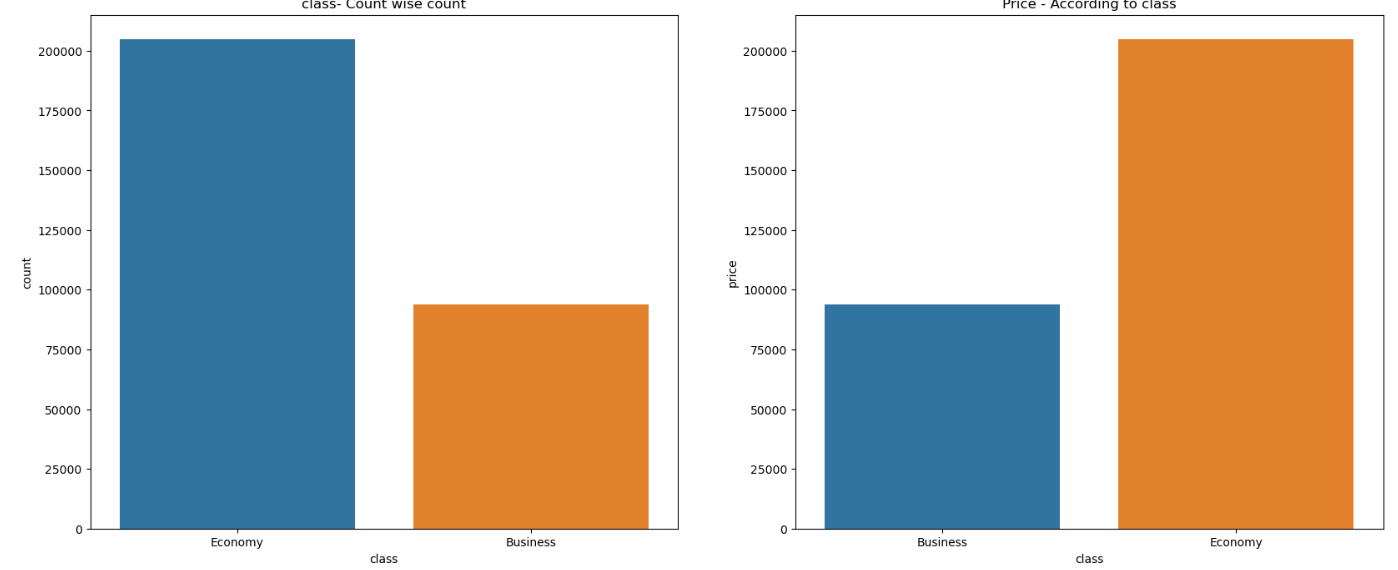 class- Count wise count
200000
175000
150000
125000
100000
75000
50000
25000
0
count
Economy
Business
class
Price - According to class
200000
175000
150000
125000
100000
75000
50000
25000
0
price
Business
Economy
class